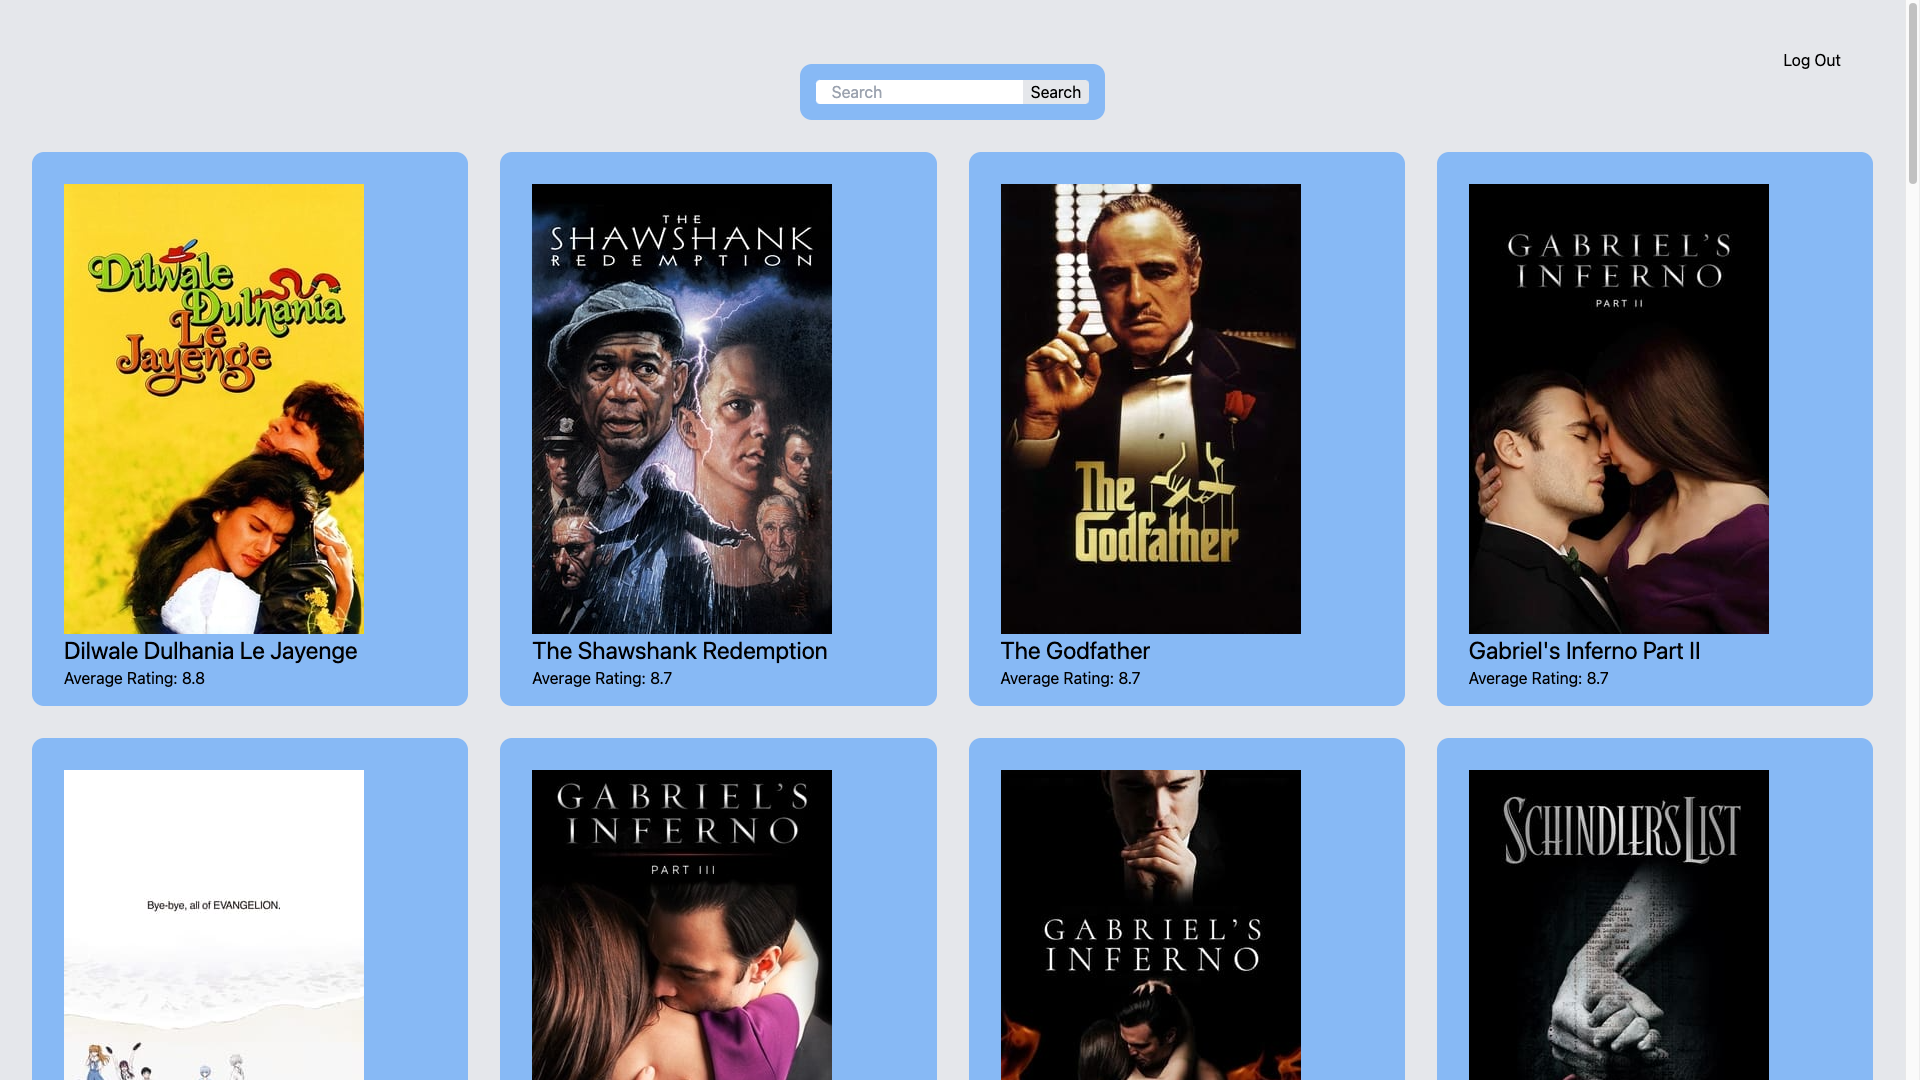 Log Out
Search
Search
Dilwale
Dulhania
Le
Jayenge
Dilwale Dulhania Le Jayenge
Average Rating: 8.8
THE
SHAWSHANK
REDEMPTION
The Shawshank Redemption
Average Rating: 8.7
The
Godfather
The Godfather
Average Rating: 8.7
GABRIEL'S
INFERNO
PART II
Gabriel's Inferno Part II
Average Rating: 8.7
Bye-bye, all of EVANGELION.
GABRIEL'S
INFERNO
PART III
GABRIEL'S
INFERNO
SCHINDLER'S LIST